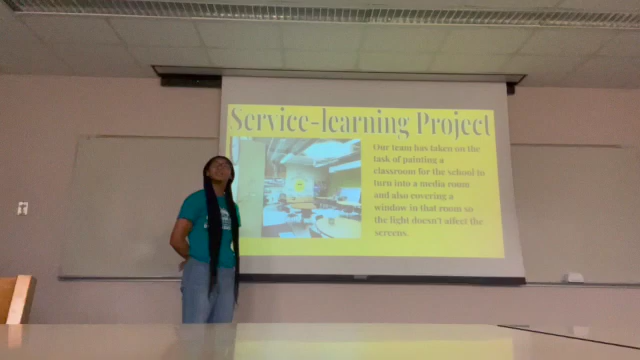 Service-learning Project
Our team has taken on the
task of painting a
classroom for the school to
turn into a media room
and also covering a
window in that room so
the light doesn't affect the
screens.